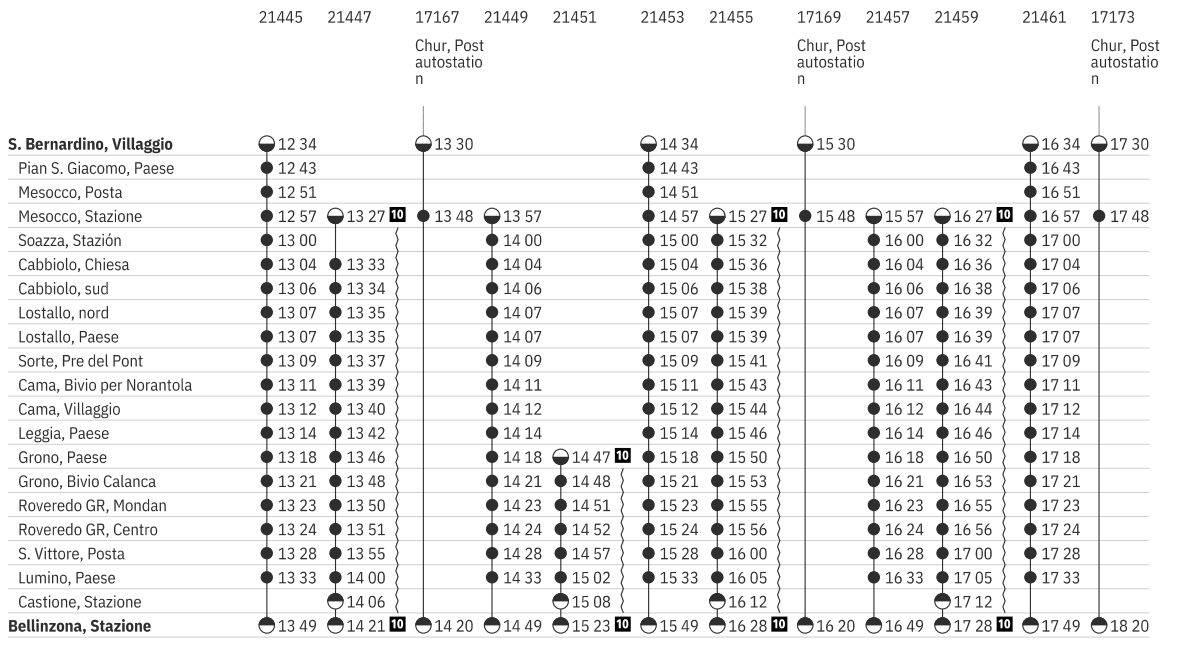 21445 21447 17167 21449 21451 21453 21455 17169 21457 21459 21461 17173
Chur, Post Chur, Post Chur, Post
autostatio autostatio autostatio
n n n
S. Bernardino, Villaggio 12 34 13 30 14 34 15 30 16 34 17 30
Pian S. Giacomo, Paese 12 43 14 43 16 43
Mesocco, Posta 12 51 14 51 16 51
Mesocco, Stazione 12 57 13 27 10 13 48 13 57 14 57 15 27 10 15 48 15 57 16 27 10 16 57 17 48
Soazza, Stazión 13 00 14 00 15 00 15 32 16 00 16 32 17 00
Cabbiolo, Chiesa 13 04 13 33 14 04 15 04 15 36 16 04 16 36 17 04
Cabbiolo, sud 13 06 13 34 14 06 15 06 15 38 16 06 16 38 17 06
Lostallo, nord 13 07 13 35 14 07 15 07 15 39 16 07 16 39 17 07
Lostallo, Paese 13 07 13 35 14 07 15 07 15 39 16 07 16 39 17 07
Sorte, Pre del Pont 13 09 13 37 14 09 15 09 15 41 16 09 16 41 17 09
Cama, Bivio per Norantola 13 11 13 39 14 11 15 11 15 43 16 11 16 43 17 11
Cama, Villaggio 13 12 13 40 14 12 15 12 15 44 16 12 16 44 17 12
Leggia, Paese 13 14 13 42 14 14 15 14 15 46 16 14 16 46 17 14
Grono, Paese 13 18 13 46 14 18 14 47 10 15 18 15 50 16 18 16 50 17 18
Grono, Bivio Calanca 13 21 13 48 14 21 14 48 15 21 15 53 16 21 16 53 17 21
Roveredo GR, Mondan 13 23 13 50 14 23 14 51 15 23 15 55 16 23 16 55 17 23
Roveredo GR, Centro 13 24 13 51 14 24 14 52 15 24 15 56 16 24 16 56 17 24
S. Vittore, Posta 13 28 13 55 14 28 14 57 15 28 16 00 16 28 17 00 17 28
Lumino, Paese 13 33 14 00 14 33 15 02 15 33 16 05 16 33 17 05 17 33
Castione, Stazione 14 06 15 08 16 12 17 12
Bellinzona, Stazione 13 49 14 21 10 14 20 14 49 15 23 10 15 49 16 28 10 16 20 16 49 17 28 10 17 49 18 20